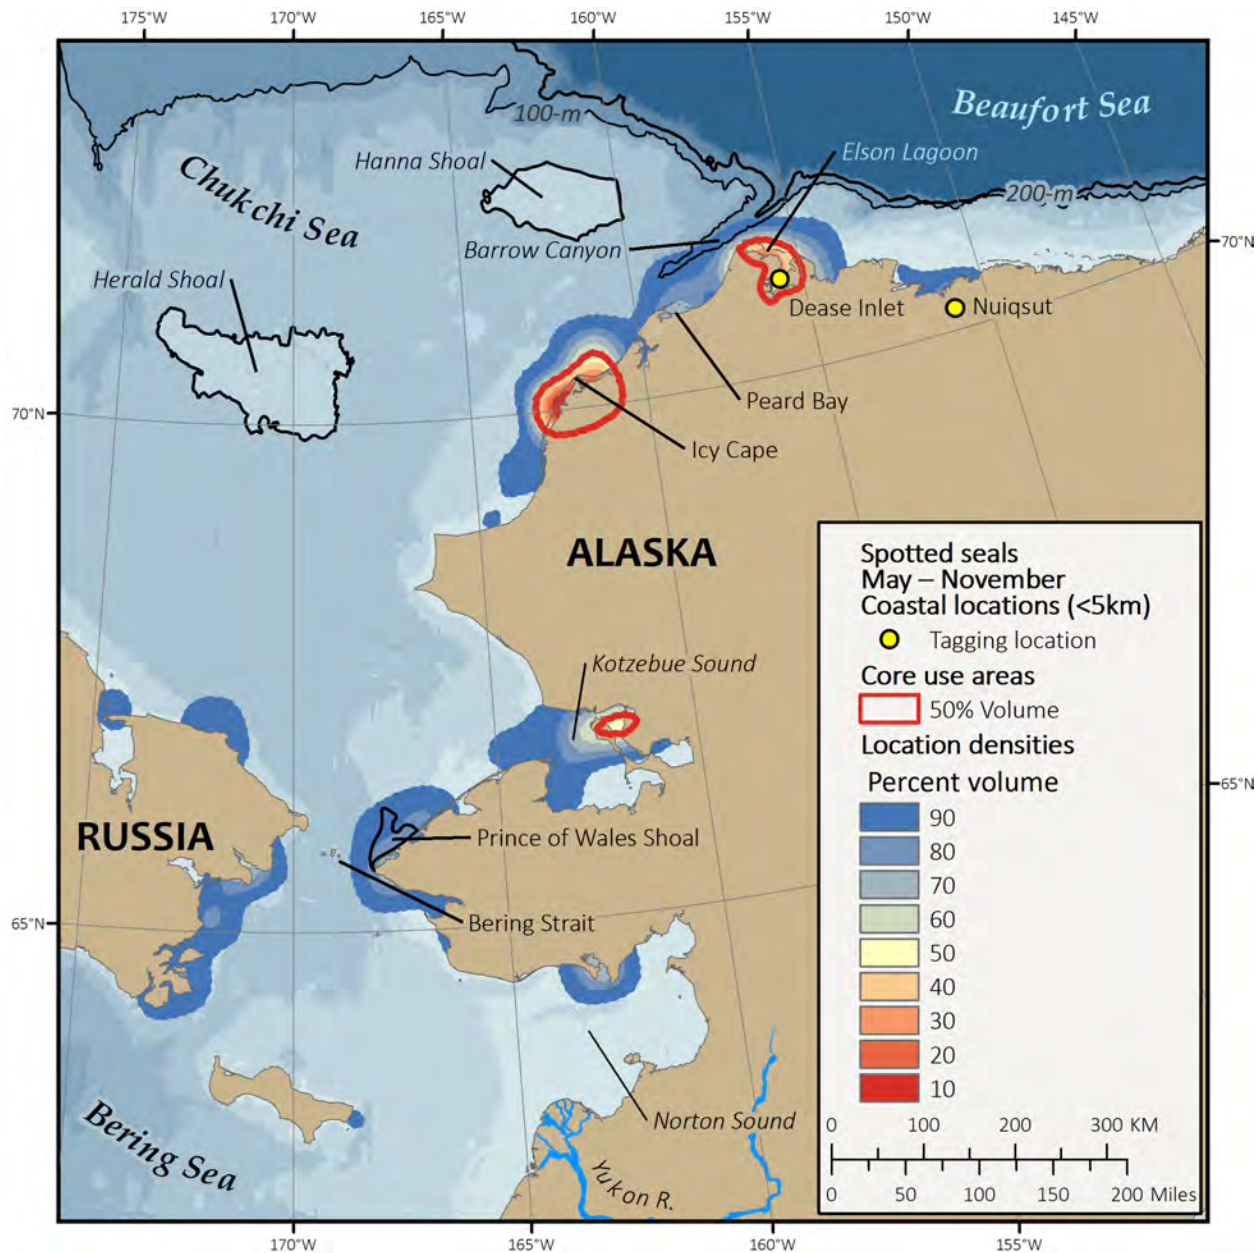 175°W
170°W
165°W
160°W
155°W
150°W
145°W
Beaufort Sea
100-m
Hanna Shoal
Elson Lagoon
Chukchi Sea
200-m
Barrow Canyon
70°N
Herald Shoal
Dease Inlet
Nuiqsut
Peard Bay
70°N
Icy Cape
ALASKA
Spotted seals
May – November
Coastal locations (<5km)
Tagging location
Core use areas
50% Volume
Location densities
Percent volume
90
80
70
60
50
40
30
20
10
0 100 200 300 KM
0 50 100 150 200 Miles
Kotzebue Sound
65°N
RUSSIA
Prince of Wales Shoal
Bering Strait
65°N
Norton Sound
Bering Sea
Yukon R.
170°W
165°W
160°W
155°W